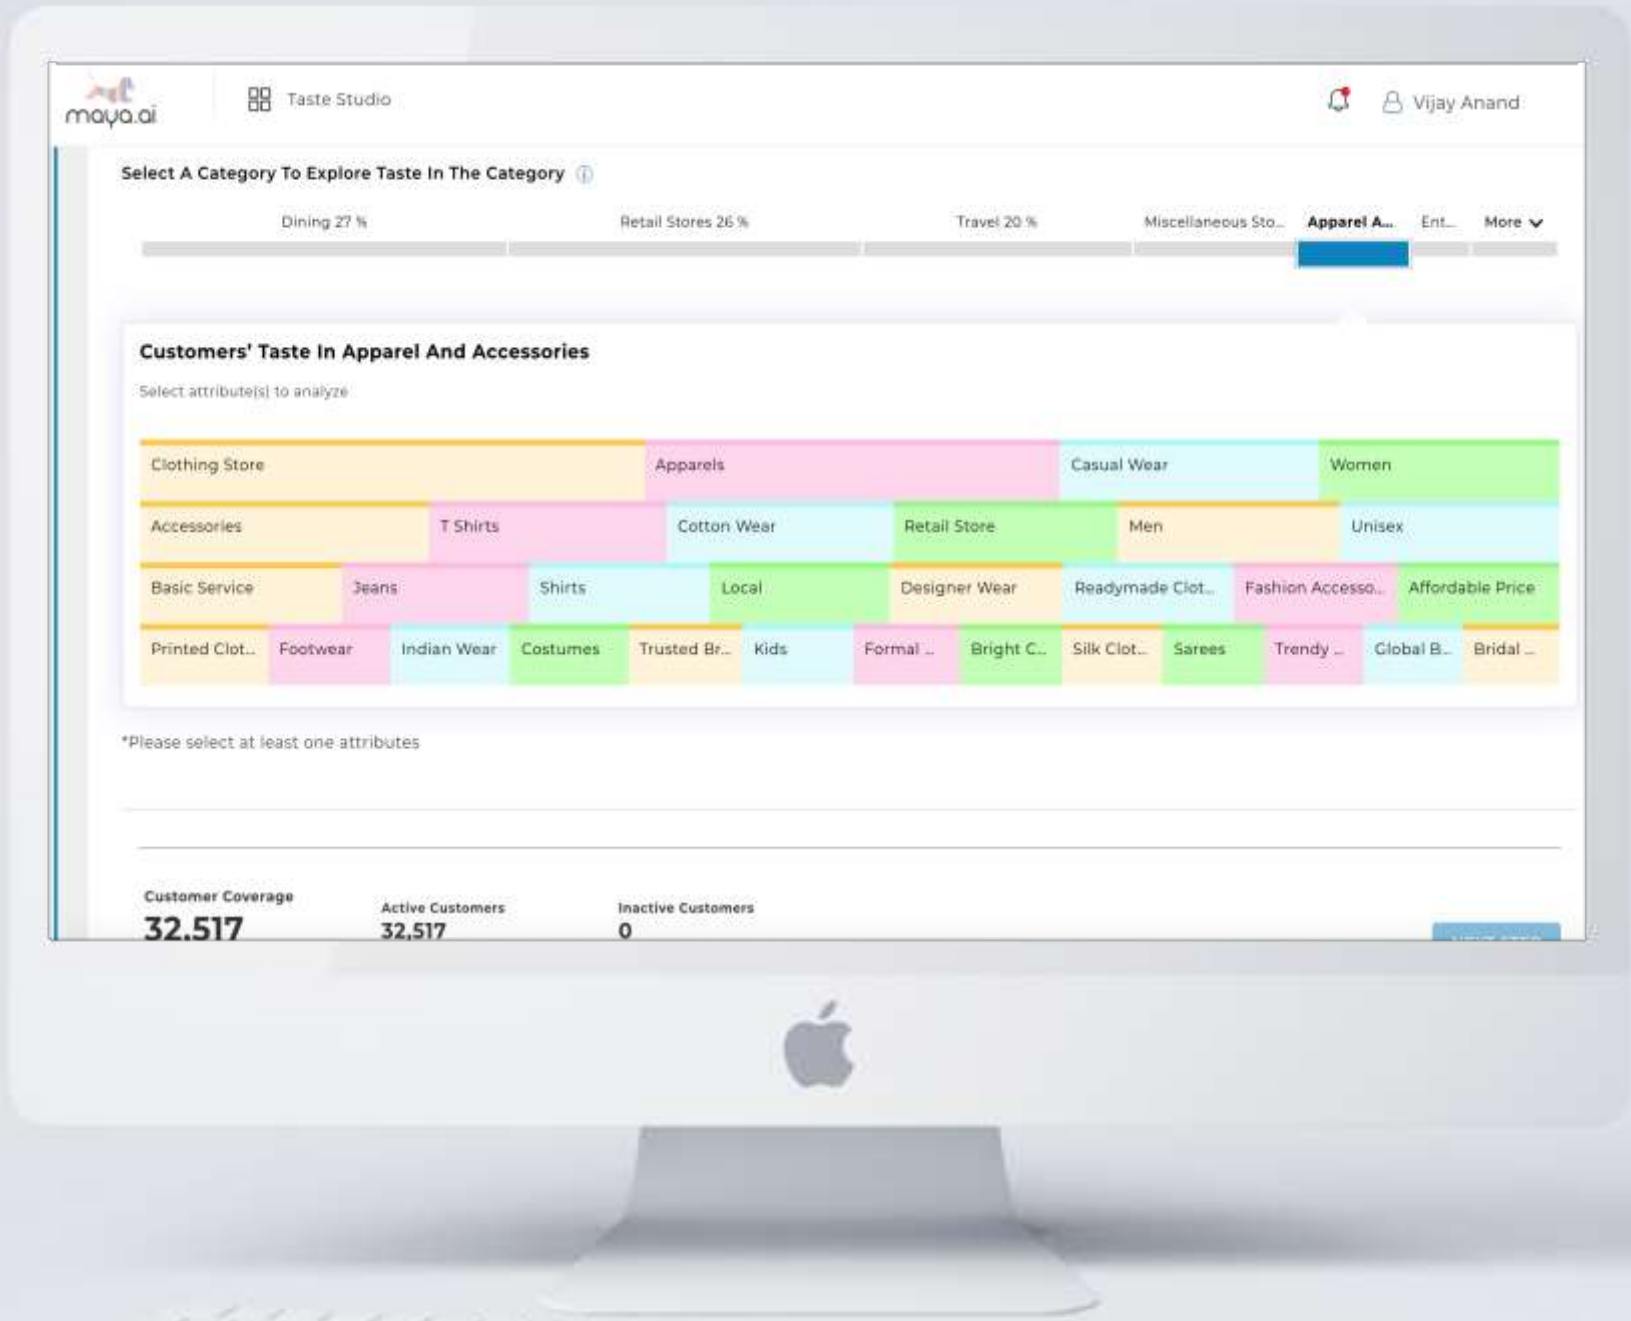 maya.ai
Taste Studio
Vijay Anand
Select A Category To Explore Taste In The Category
Dining 27 % Retail Stores 26 % Travel 20 % Miscellaneous Sto... Apparel A... Ent... More
Customers' Taste In Apparel And Accessories
Select attribute(s) to analyze
Clothing Store Apparels Casual Wear Women
Accessories T Shirts Cotton Wear Retail Store Men Unisex
Basic Service Jeans Shirts Local Designer Wear Readymade Clot... Fashion Accesso... Affordable Price
Printed Clot... Footwear Indian Wear Costumes Trusted Br... Kids Formal ... Bright C... Silk Clot... Sarees Trendy ... Global B... Bridal ...
*Please select at least one attributes
Customer Coverage
32,517
Active Customers
32,517
Inactive Customers
0
NEXT STEP